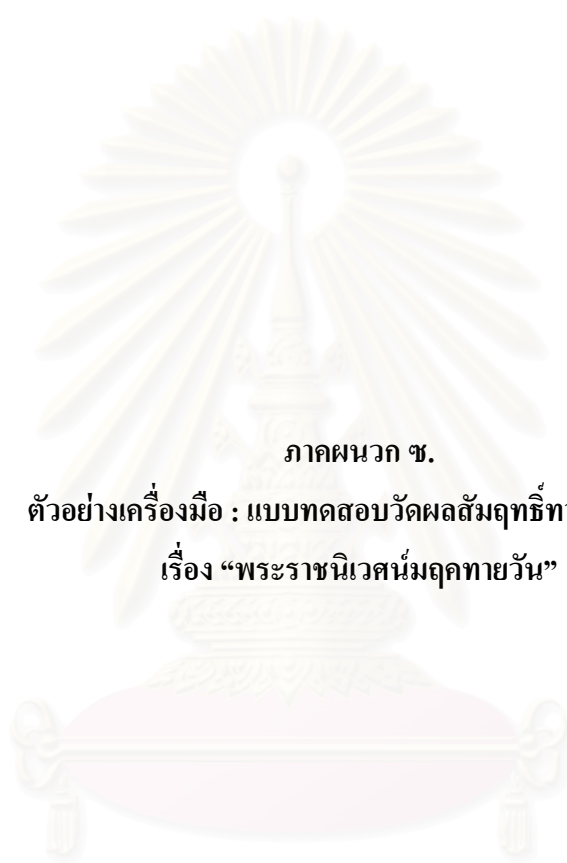 ภาคผนวก ซ.
ตัวอย่างเครื่องมือ : แบบทดสอบวัดผลสัมฤทธิ์
เรื่อง “พระราชนิเวศน์มฤคทายวัน”